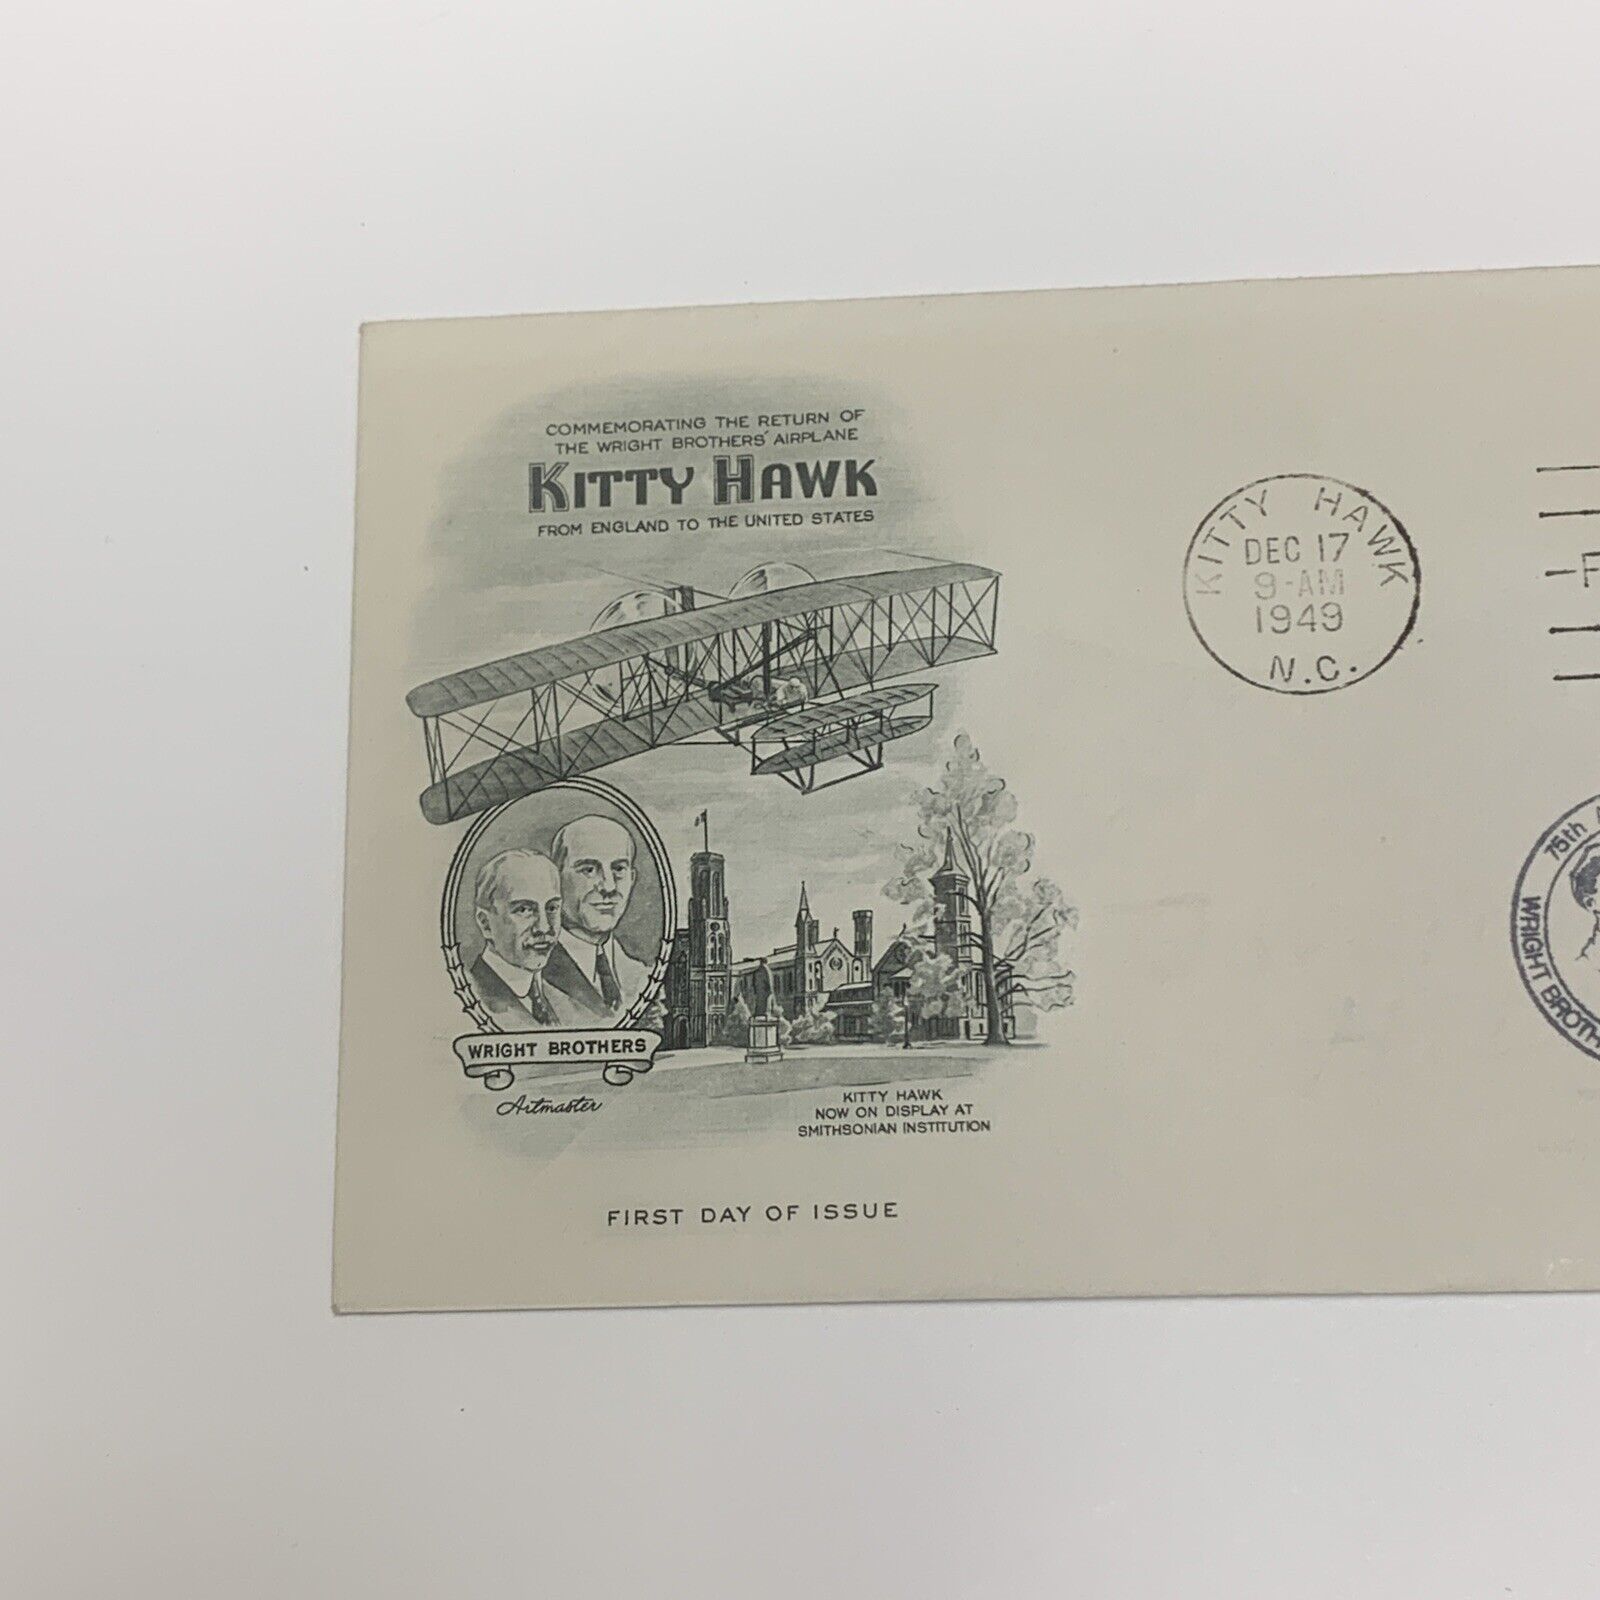 COMMEMORATING THE RETURN OF
THE WRIGHT BROTHERS' AIRPLANE
KITTY HAWK
FROM ENGLAND TO THE UNITED STATES
KITTY HAWK
DEC 17
9-AM
1949
N.C.
75th
WRIGHT
WRIGHT BROTHERS
Artmaster
KITTY HAWK
NOW ON DISPLAY AT
SMITHSONIAN INSTITUTION
FIRST DAY OF ISSUE